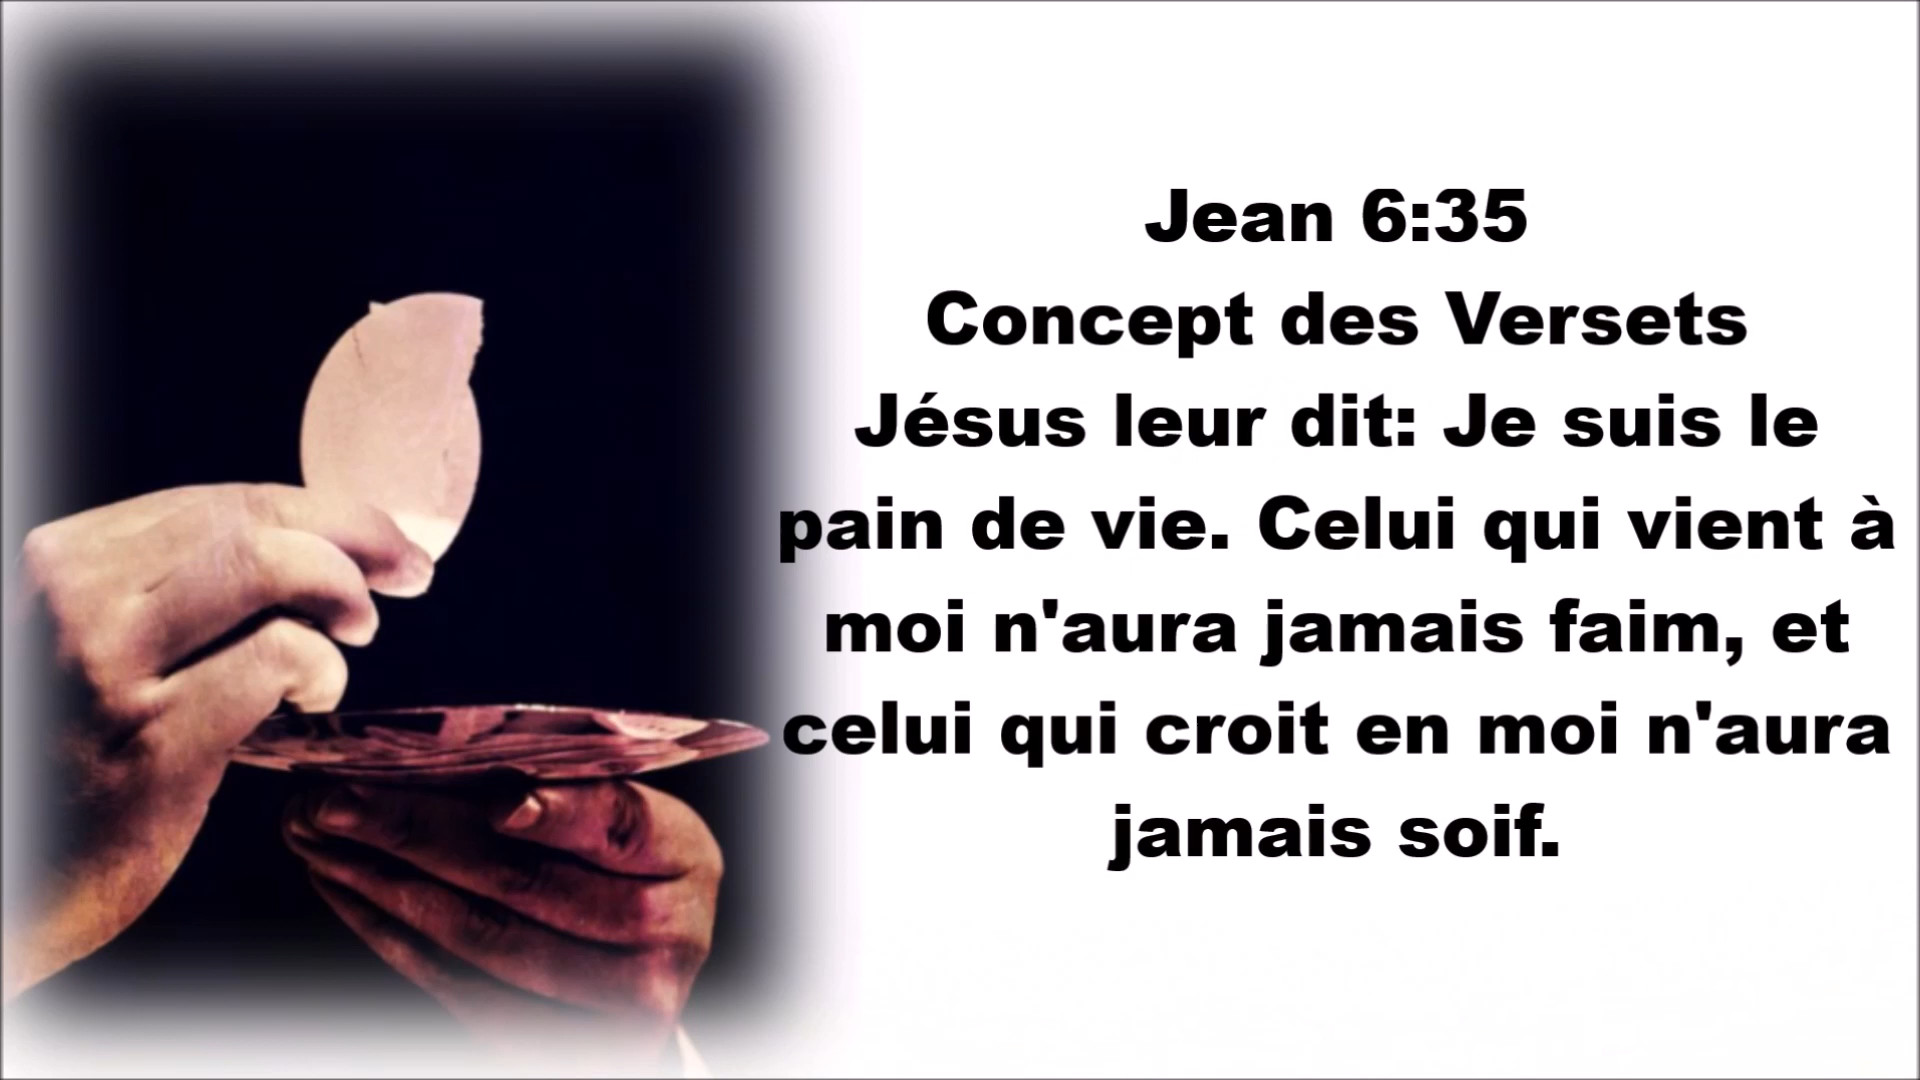 Jean 6:35
Concept des Versets
Jésus leur dit: Je suis le
pain de vie. Celui qui vient à
moi n'aura jamais faim, et
celui qui croit en moi n'aura
jamais soif.